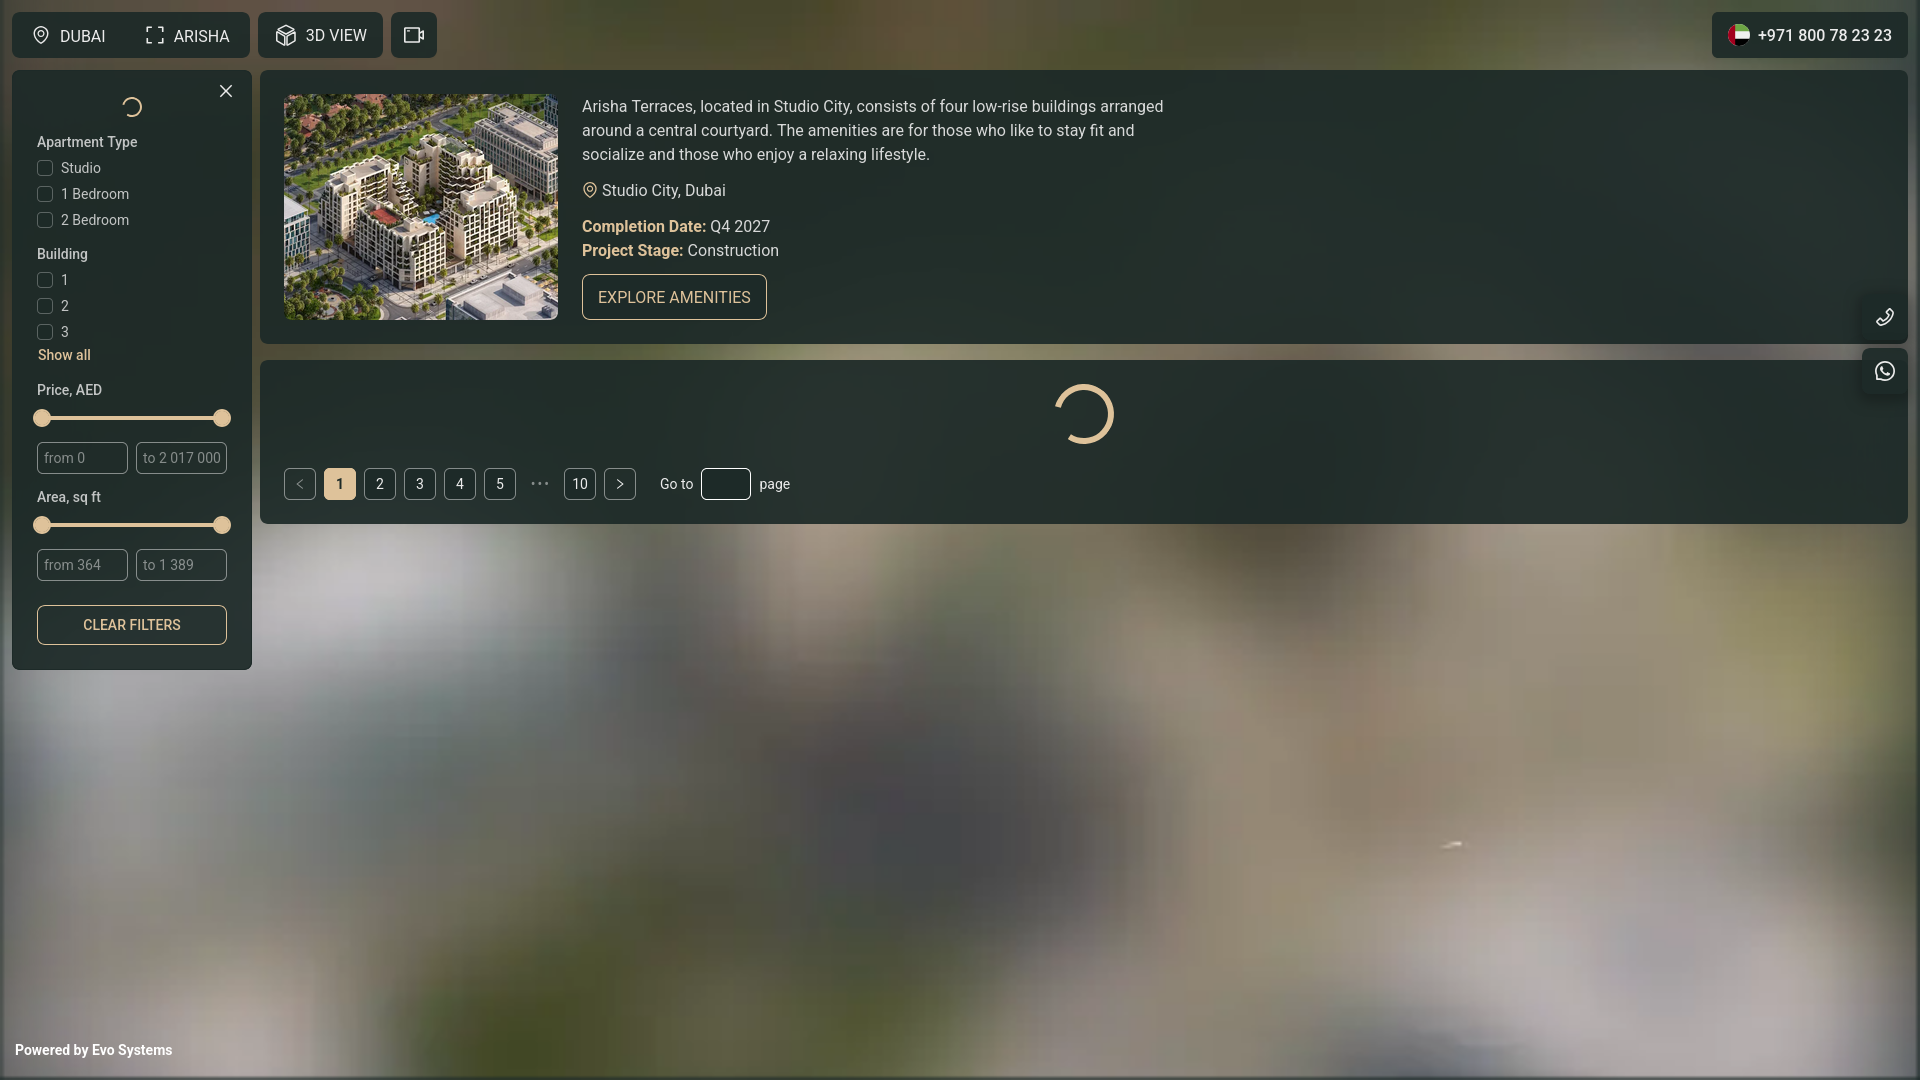 DUBAI
ARISHA
3D VIEW
+971 800 78 23 23
Apartment Type
Studio
1 Bedroom
2 Bedroom
Building
1
2
3
Show all
Price, AED
from 0
to 2 017 000
Area, sq ft
from 364
to 1 389
CLEAR FILTERS
Arisha Terraces, located in Studio City, consists of four low-rise buildings arranged
around a central courtyard. The amenities are for those who like to stay fit and
socialize and those who enjoy a relaxing lifestyle.
Studio City, Dubai
Completion Date: Q4 2027
Project Stage: Construction
EXPLORE AMENITIES
1 2 3 4 5 ••• 10 Go to page
Powered by Evo Systems